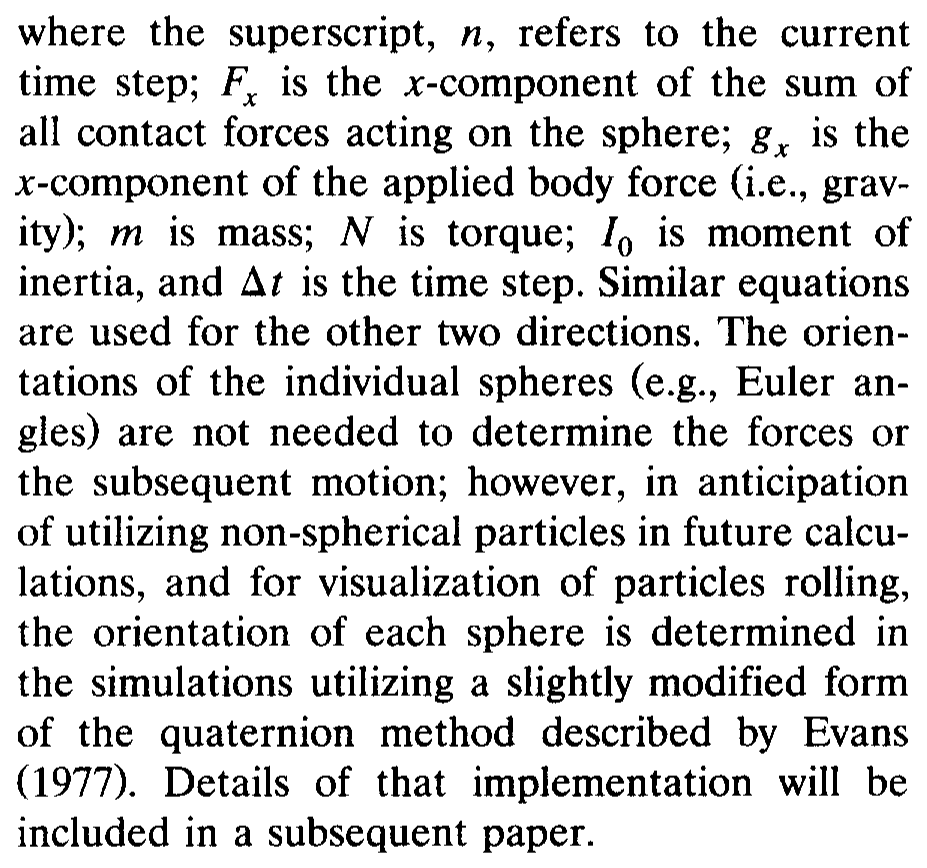 where the superscript, n, refers to the current
time step; Fₓ is the x-component of the sum of
all contact forces acting on the sphere; gₓ is the
x-component of the applied body force (i.e., grav-
ity); m is mass; N is torque; I₀ is moment of
inertia, and Δt is the time step. Similar equations
are used for the other two directions. The orien-
tations of the individual spheres (e.g., Euler an-
gles) are not needed to determine the forces or
the subsequent motion; however, in anticipation
of utilizing non-spherical particles in future calcu-
lations, and for visualization of particles rolling,
the orientation of each sphere is determined in
the simulations utilizing a slightly modified form
of the quaternion method described by Evans
(1977). Details of that implementation will be
included in a subsequent paper.